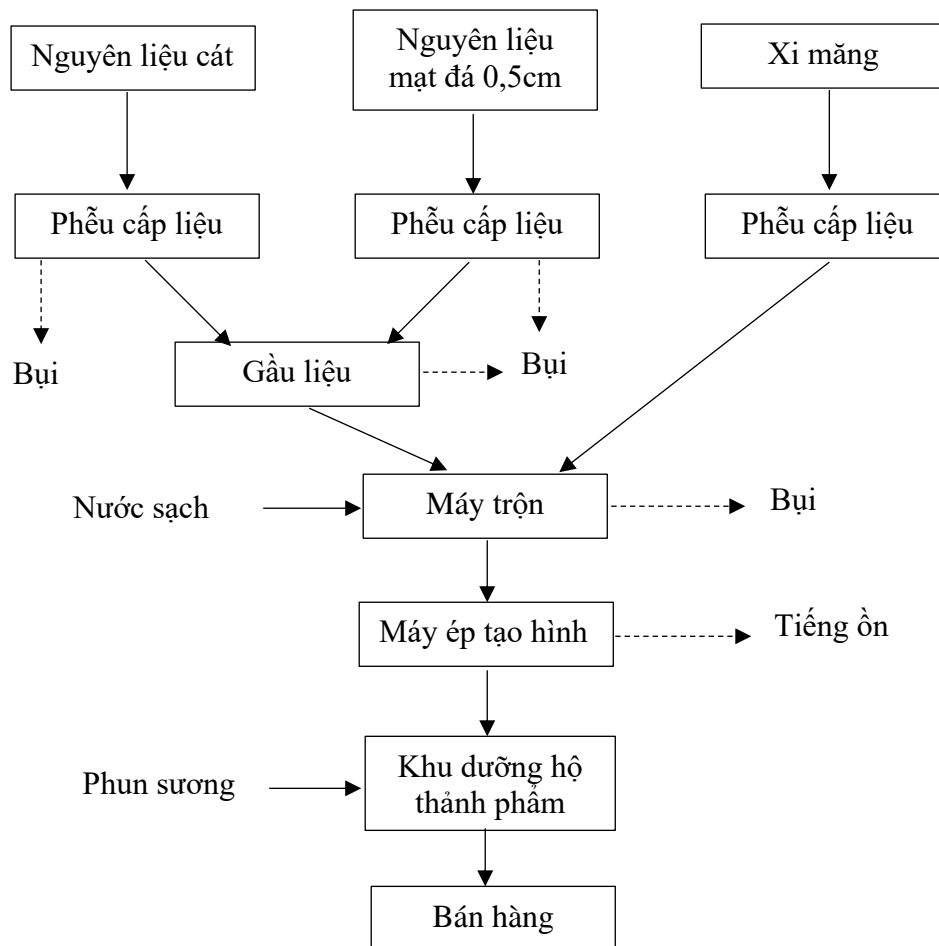 Nguyên liệu cát
Nguyên liệu
mạt đá 0,5cm
Xi măng
Phễu cấp liệu
Phễu cấp liệu
Phễu cấp liệu
Bụi
Gầu liệu
Bụi
Nước sạch
Máy trộn
Bụi
Máy ép tạo hình
Tiếng ồn
Phun sương
Khu dưỡng hộ
thảnh phẩm
Bán hàng